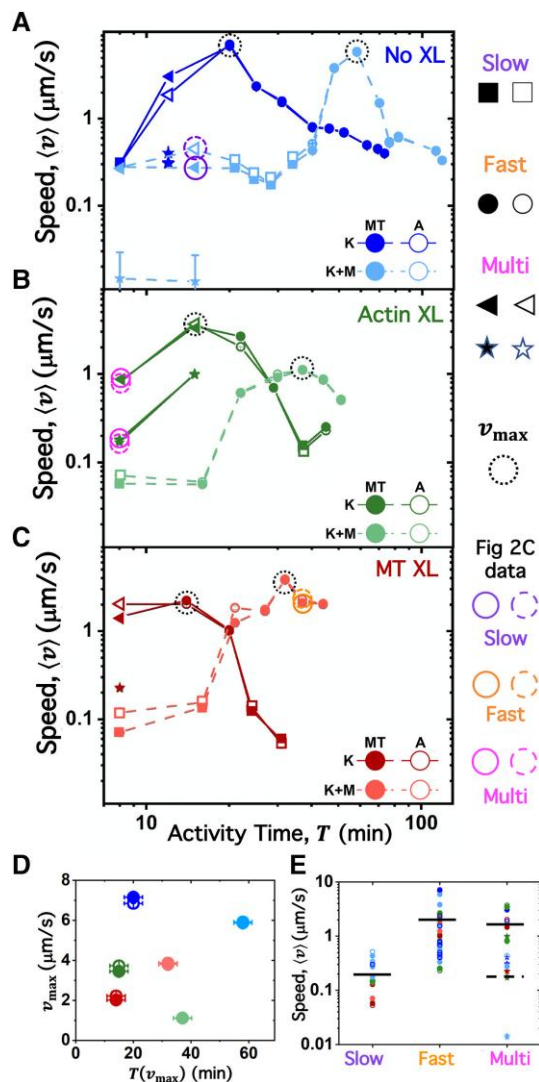 A
No XL
Speed, ⟨v⟩ (μm/s)
1
0.1
MT A
K
K+M
B
Actin XL
Speed, ⟨v⟩ (μm/s)
1
0.1
MT A
K
K+M
C
MT XL
Speed, ⟨v⟩ (μm/s)
1
0.1
MT A
K
K+M
10 100
Activity Time, T (min)
Slow
Fast
Multi
vmax
Fig 2C
data
Slow
Fast
Multi
D
vmax (μm/s)
8
6
4
2
0
0 20 40 60
T(vmax) (min)
E
Speed, ⟨v⟩ (μm/s)
10
1
0.1
0.01
Slow Fast Multi